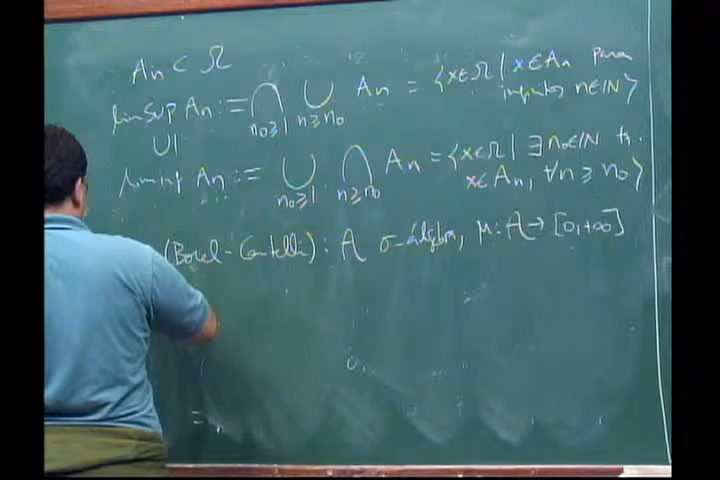 An ⊂ Ω
lim sup An := ⋂_{n₀≥1} ⋃_{n≥n₀} An = {x∈Ω | x∈An para infinitos n∈ℕ}
∪|
lim inf An := ⋃_{n₀≥1} ⋂_{n≥n₀} An = {x∈Ω | ∃n₀∈ℕ tq. x∈An, ∀n≥n₀}
(Borel-Cantelli): A σ-álgebra, μ: A → [0,+∞]